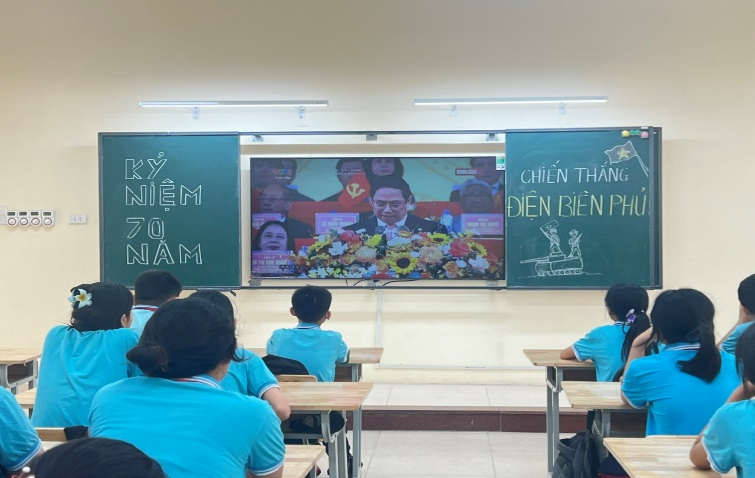 KỶ
NIỆM
70
NĂM
CHIẾN THẮNG
ĐIỆN BIÊN PHỦ